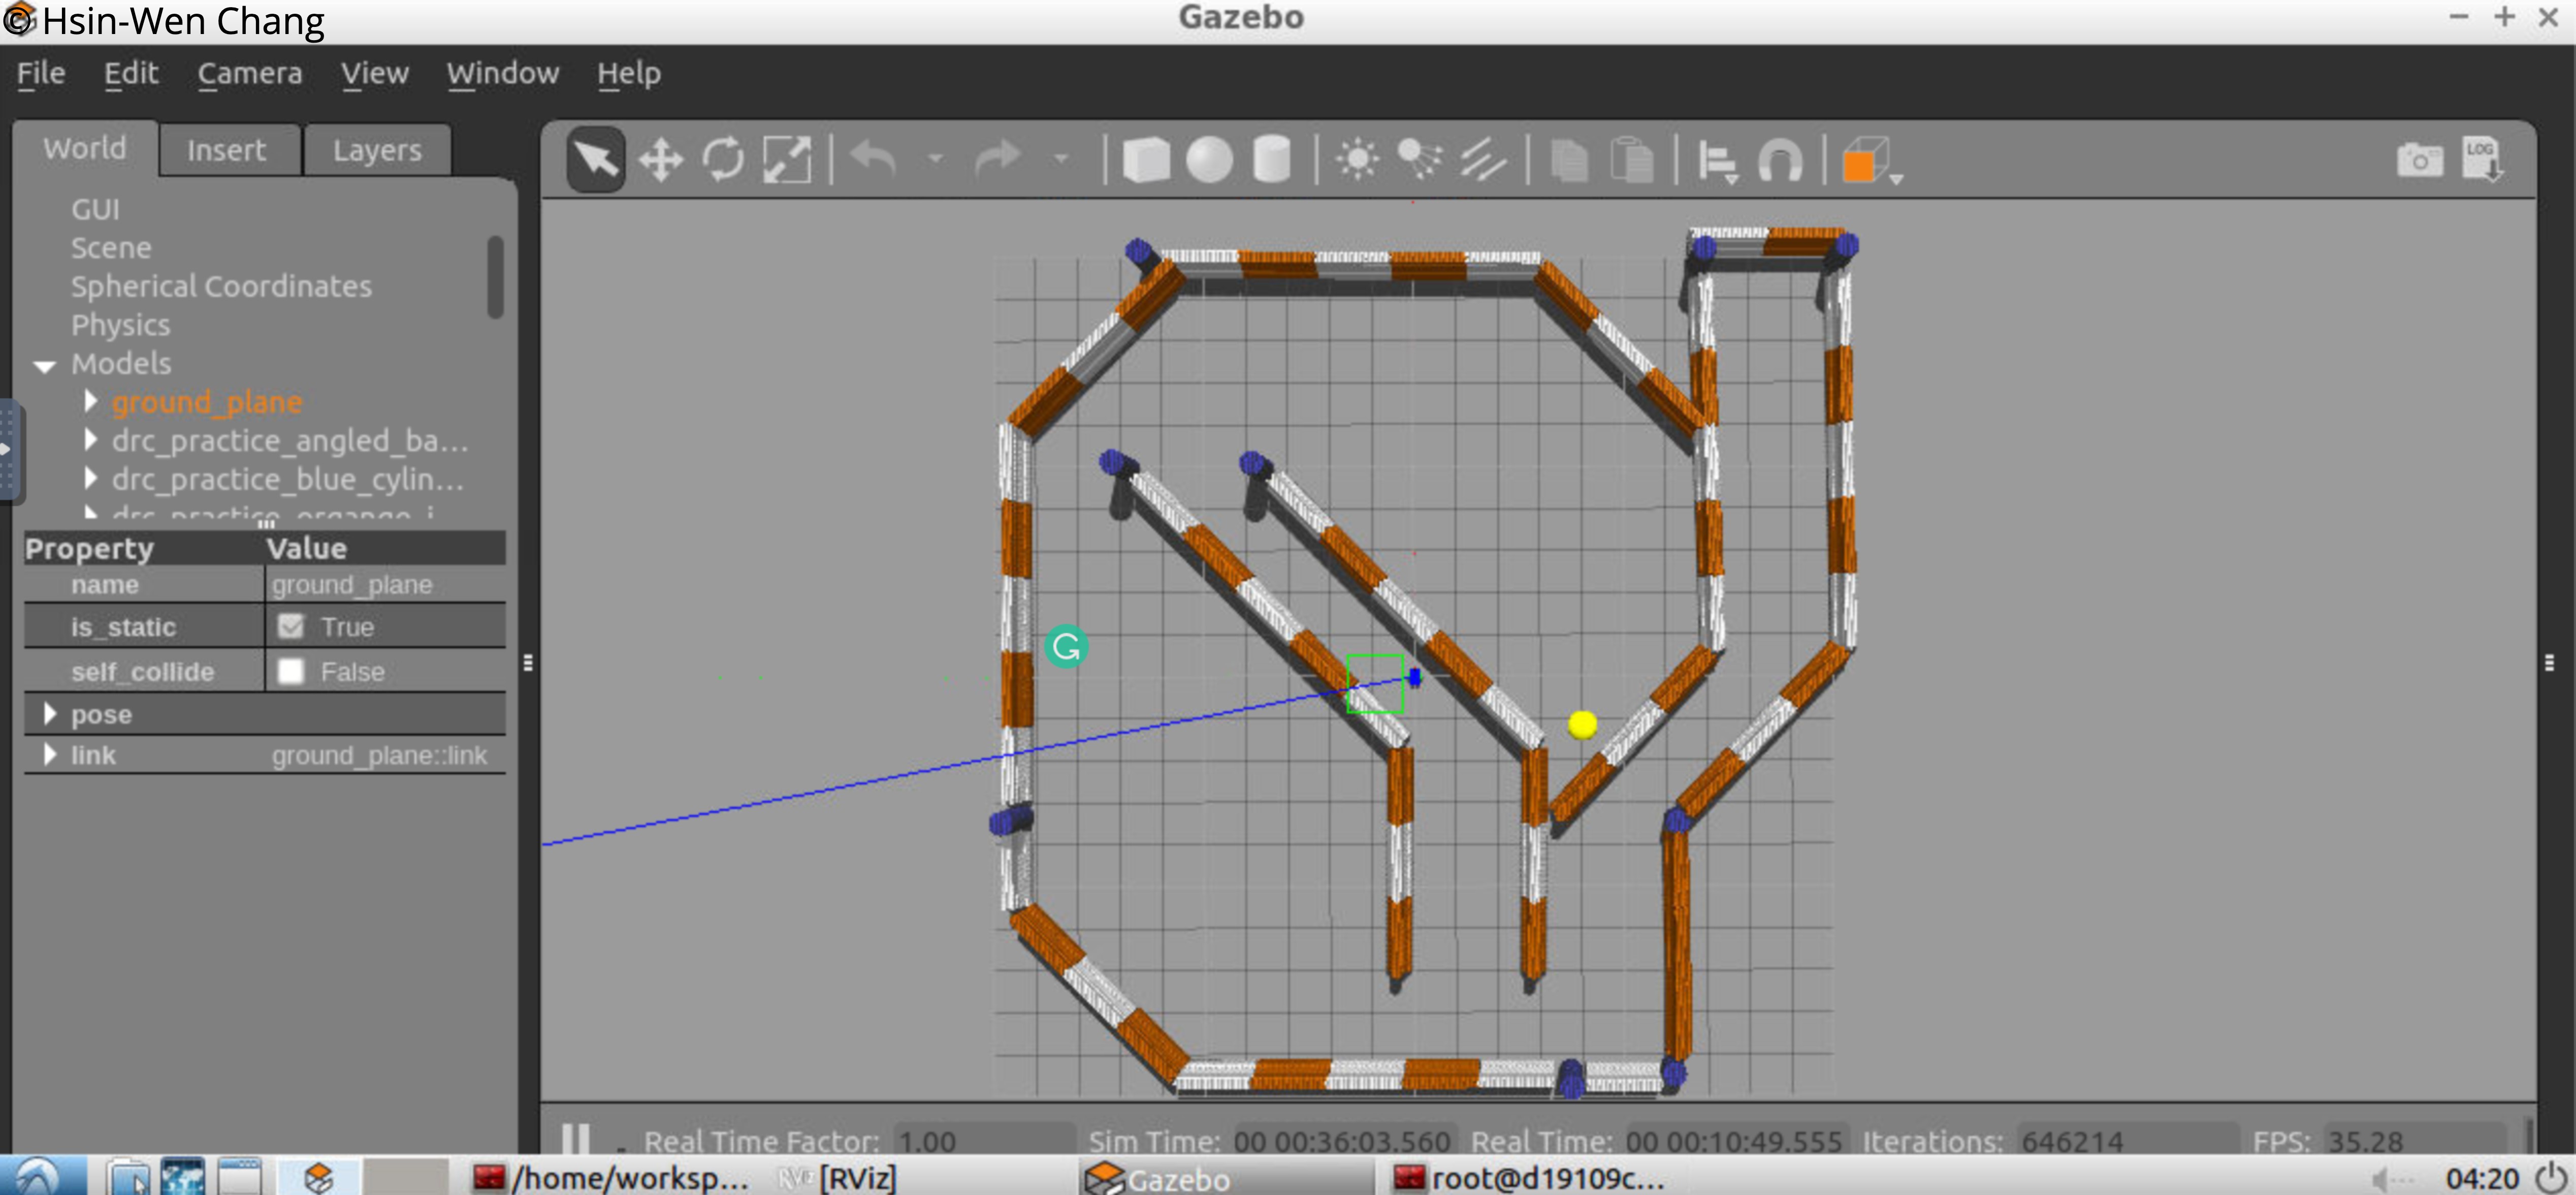 © Hsin-Wen Chang
Gazebo
File Edit Camera View Window Help
World Insert Layers
LOG
GUI
Scene
Spherical Coordinates
Physics
Models
ground_plane
drc_practice_angled_ba...
drc_practice_blue_cylin...
Property Value
name ground_plane
is_static True
self_collide False
pose
link ground_plane::link
Real Time Factor: 1.00 Sim Time: 00 00:36:03.560 Real Time: 00 00:10:49.555 Iterations: 646214 FPS: 35.28
/home/worksp... [RViz] Gazebo root@d19109c... 04:20